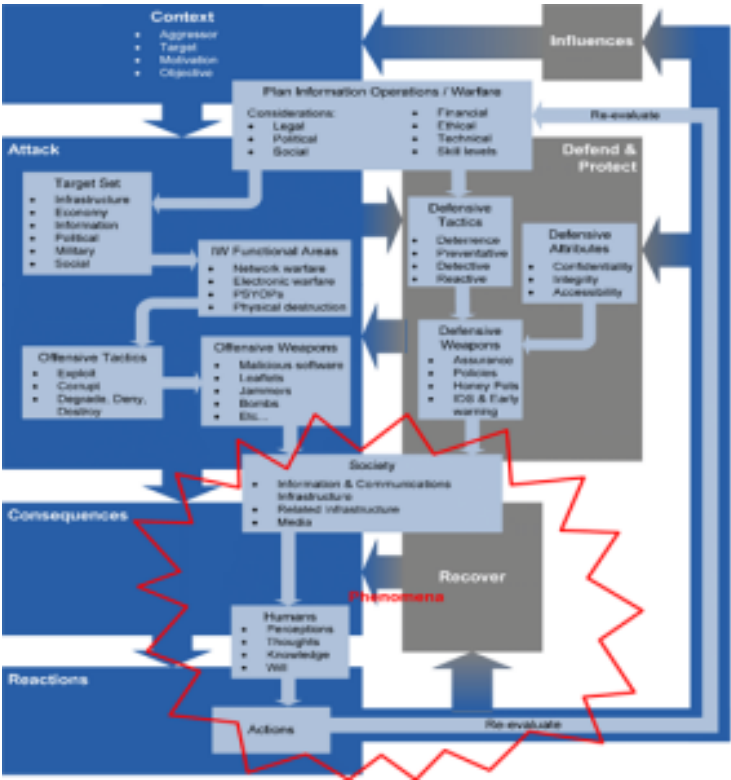 Context
• Aggressor
• Target
• Motivation
• Objective
Influences
Plan Information Operations / Warfare
Considerations:
• Legal
• Political
• Social
• Financial
• Ethical
• Technical
• Skill levels
Re-evaluate
Attack
Defend &
Protect
Target Set
• Infrastructure
• Economy
• Information
• Political
• Military
• Social
IW Functional Areas
• Network warfare
• Electronic warfare
• PSYOPs
• Physical destruction
Defensive
Tactics
• Deterrence
• Preventative
• Detective
• Reactive
Defensive
Attributes
• Confidentiality
• Integrity
• Accessibility
Offensive Tactics
• Exploit
• Corrupt
• Degrade, Deny,
Destroy
Offensive Weapons
• Malicious software
• Leaflets
• Jammers
• Bombs
• Etc...
Defensive
Weapons
• Assurance
• Policies
• Honey Pots
• IDS & Early
warning
Society
• Information & Communications
Infrastructure
• Related Infrastructure
• Media
Consequences
Recover
Phenomena
Humans
• Perceptions
• Thoughts
• Knowledge
• Will
Reactions
Actions
Re-evaluate